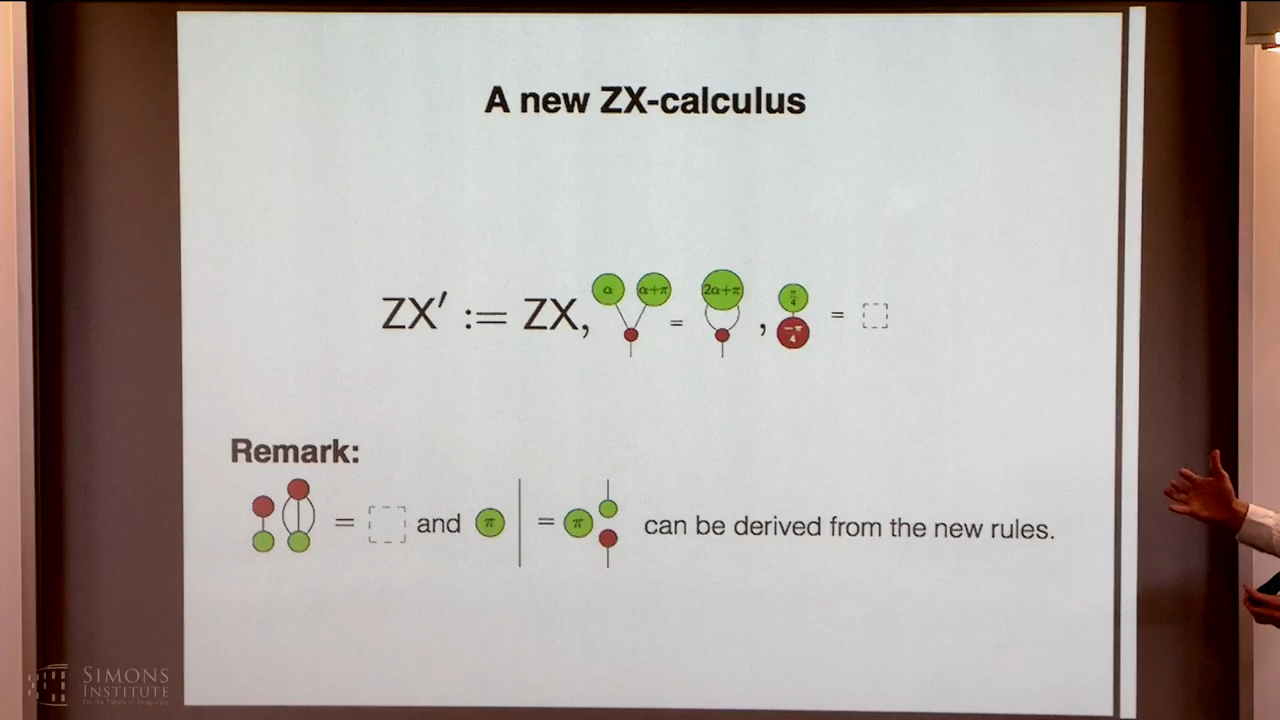 A new ZX-calculus
ZX′ := ZX, α α+π = 2α+π , π/4 -π/4 =
Remark:
= and π = π can be derived from the new rules.
SIMONS
INSTITUTE